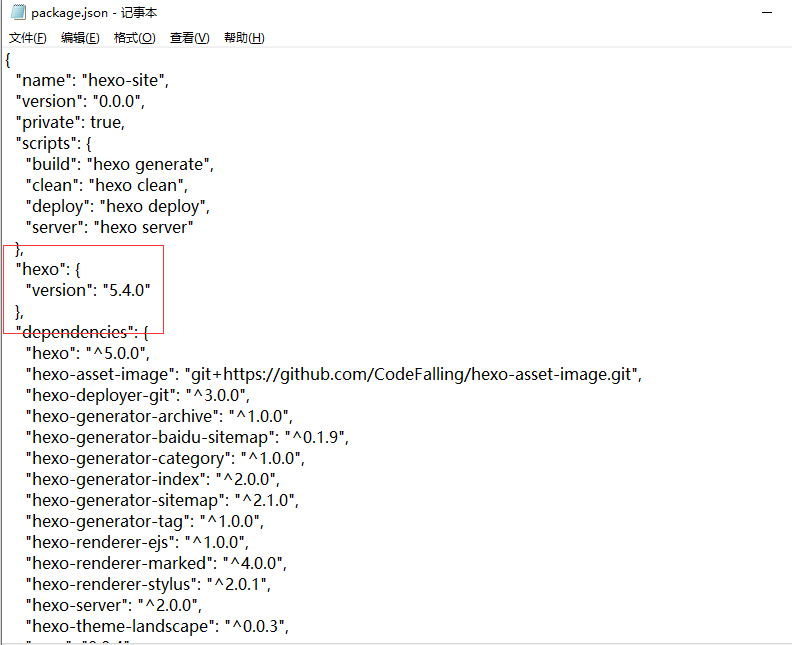 package.json - 记事本
文件(F) 编辑(E) 格式(O) 查看(V) 帮助(H)
{
"name": "hexo-site",
"version": "0.0.0",
"private": true,
"scripts": {
"build": "hexo generate",
"clean": "hexo clean",
"deploy": "hexo deploy",
"server": "hexo server"
},
"hexo": {
"version": "5.4.0"
},
"dependencies": {
"hexo": "^5.0.0",
"hexo-asset-image": "git+https://github.com/CodeFalling/hexo-asset-image.git",
"hexo-deployer-git": "^3.0.0",
"hexo-generator-archive": "^1.0.0",
"hexo-generator-baidu-sitemap": "^0.1.9",
"hexo-generator-category": "^1.0.0",
"hexo-generator-index": "^2.0.0",
"hexo-generator-sitemap": "^2.1.0",
"hexo-generator-tag": "^1.0.0",
"hexo-renderer-ejs": "^1.0.0",
"hexo-renderer-marked": "^4.0.0",
"hexo-renderer-stylus": "^2.0.1",
"hexo-server": "^2.0.0",
"hexo-theme-landscape": "^0.0.3",